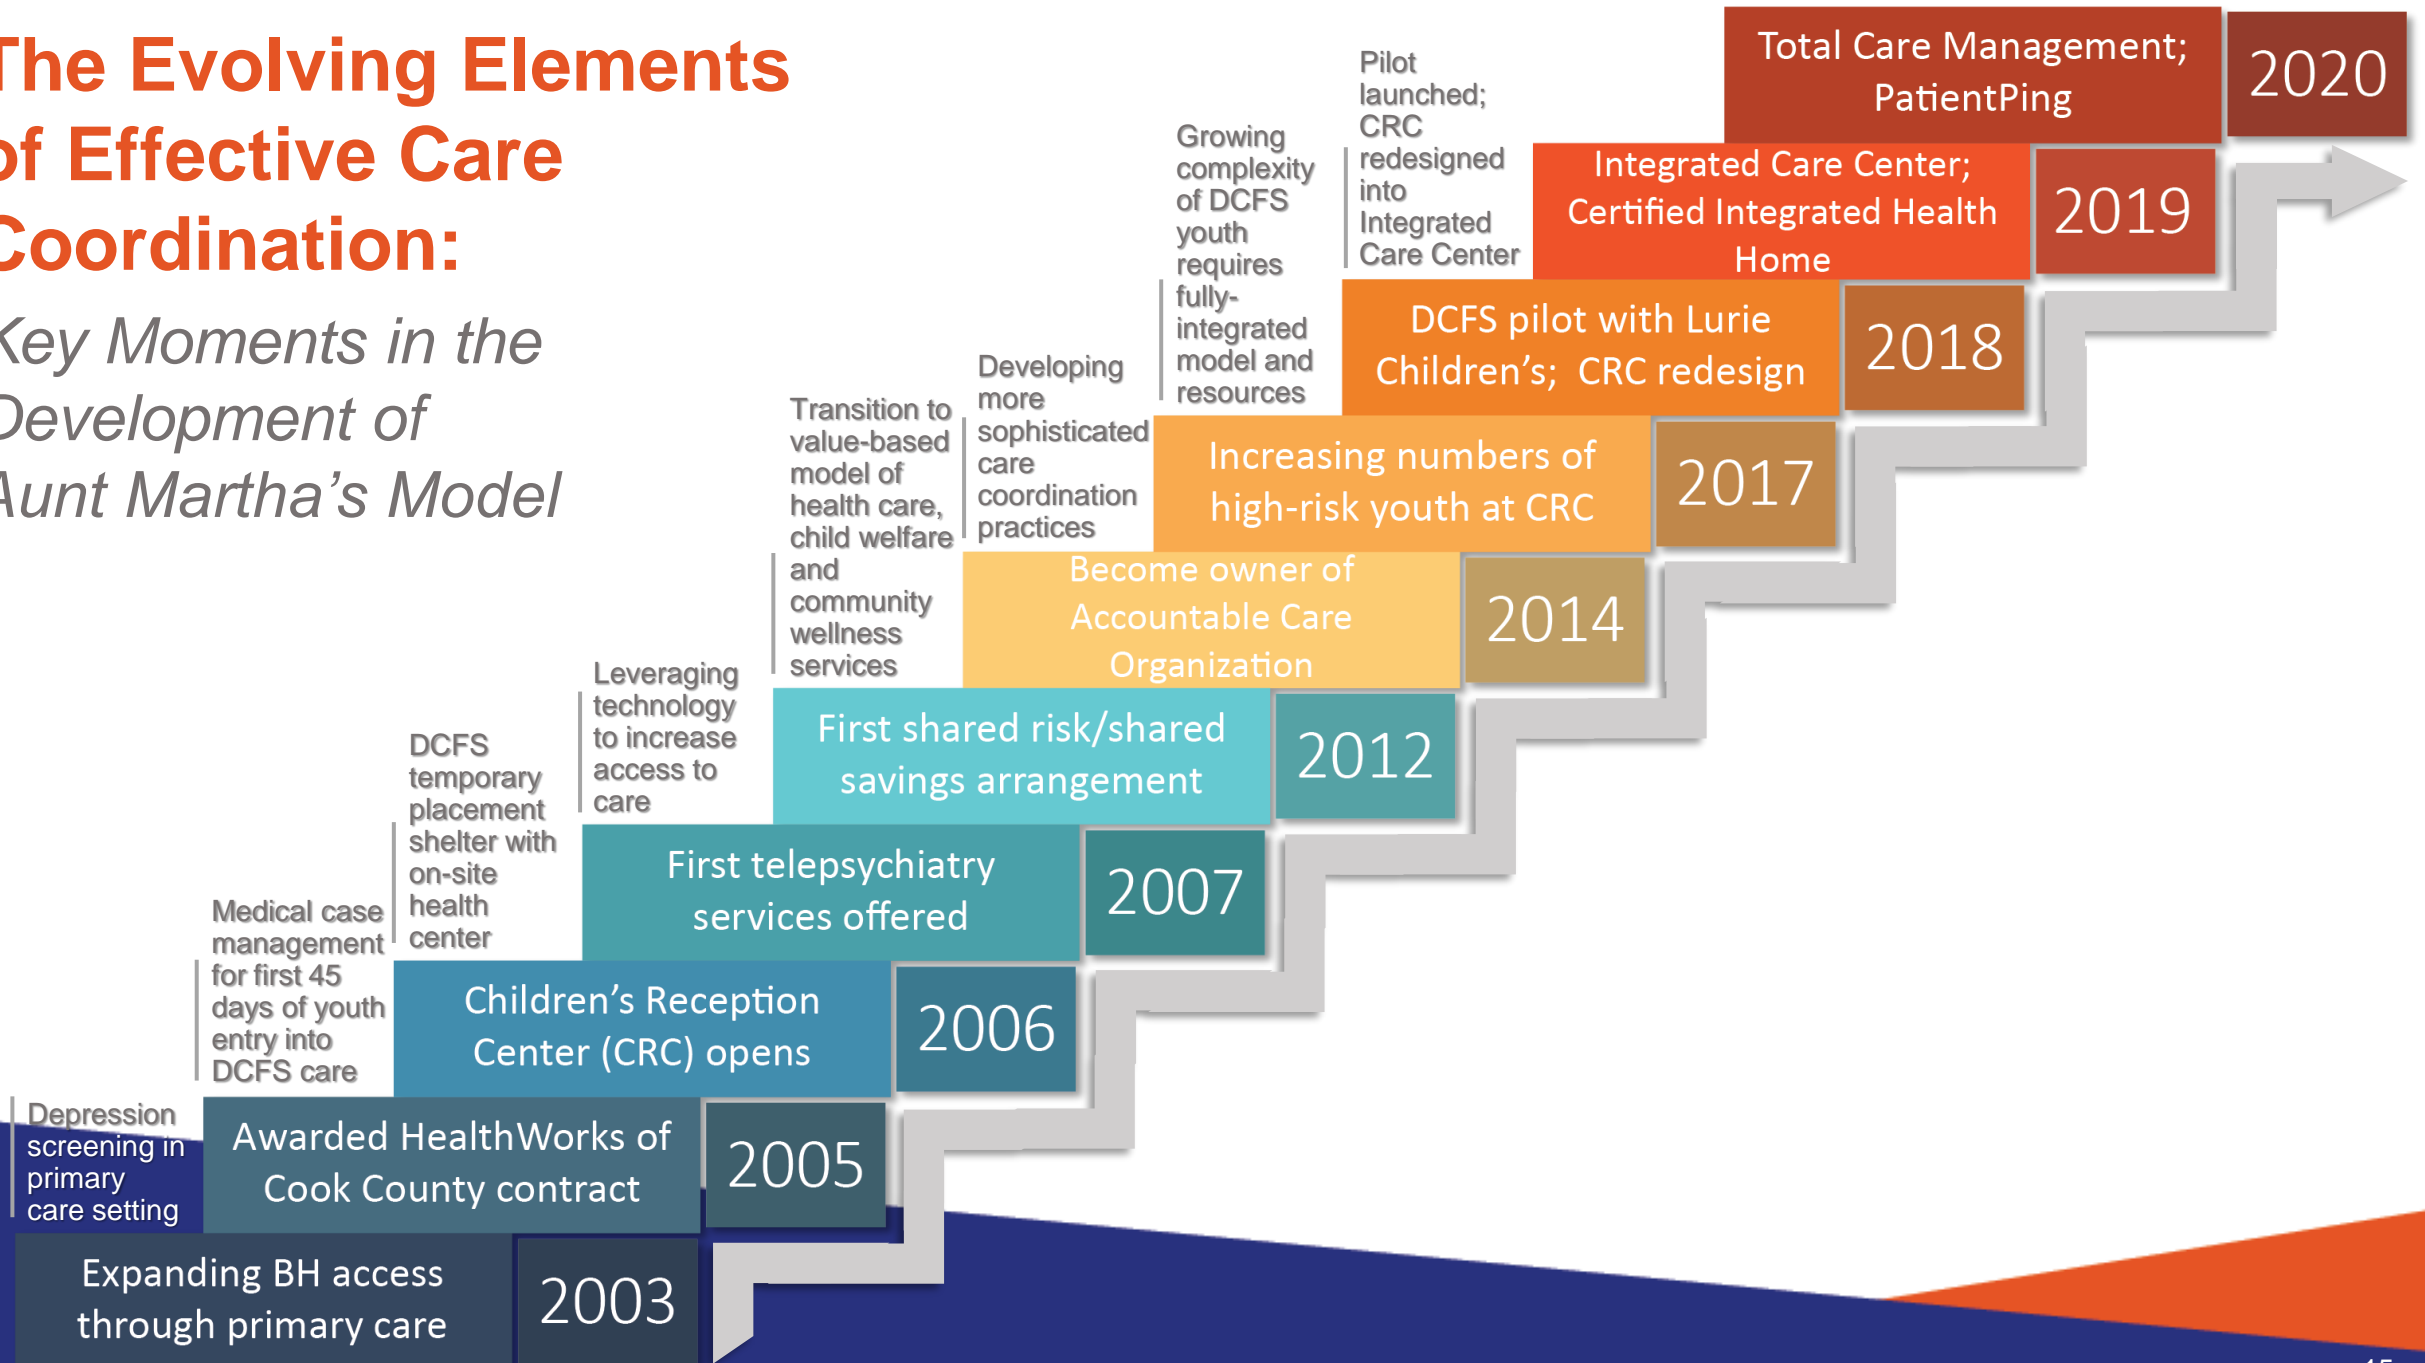 The Evolving Elements
of Effective Care
Coordination:
Key Moments in the
Development of
Aunt Martha's Model
Total Care Management;
PatientPing
2020
Pilot
launched;
CRC
redesigned
into
Integrated
Care Center
Integrated Care Center;
Certified Integrated Health
Home
2019
Growing
complexity
of DCFS
youth
requires
fully-
integrated
model and
resources
DCFS pilot with Lurie
Children's;  CRC redesign
2018
Developing
more
sophisticated
care
coordination
practices
Increasing numbers of
high-risk youth at CRC
2017
Transition to
value-based
model of
health care,
child welfare
and
community
wellness
services
Become owner of
Accountable Care
Organization
2014
Leveraging
technology
to increase
access to
care
First shared risk/shared
savings arrangement
2012
DCFS
temporary
placement
shelter with
on-site
health
center
First telepsychiatry
services offered
2007
Medical case
management
for first 45
days of youth
entry into
DCFS care
Children's Reception
Center (CRC) opens
2006
Depression
screening in
primary
care setting
Awarded HealthWorks of
Cook County contract
2005
Expanding BH access
through primary care
2003